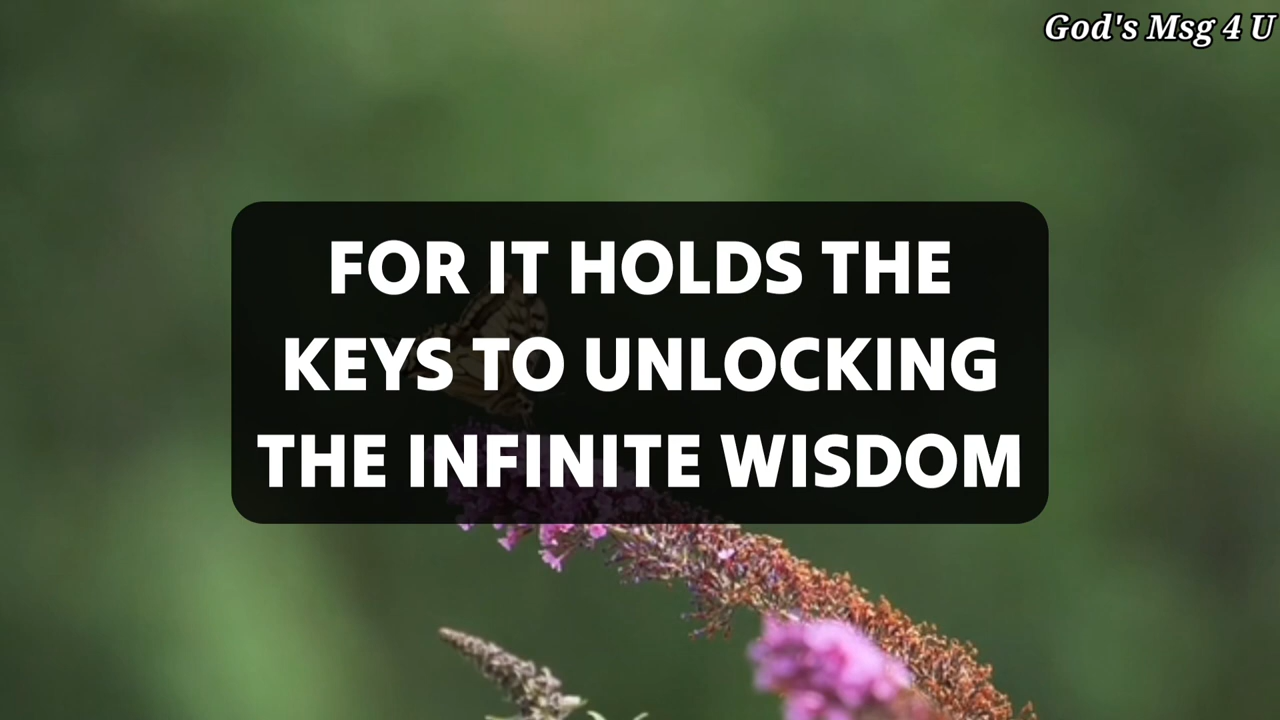 God's Msg 4 U
FOR IT HOLDS THE
KEYS TO UNLOCKING
THE INFINITE WISDOM